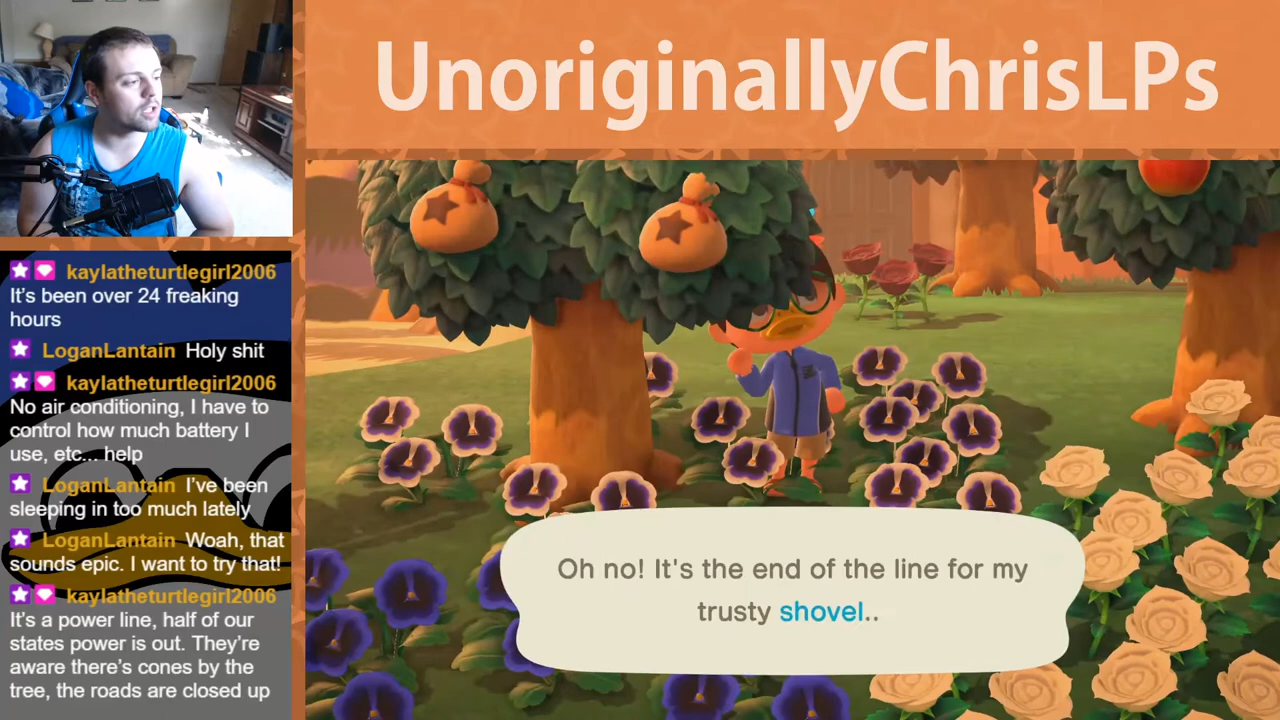 UnoriginallyChrisLPs
kaylatheturtlegirl2006
It's been over 24 freaking
hours
LoganLantain Holy shit
kaylatheturtlegirl2006
No air conditioning, I have to
control how much battery I
use, etc... help
LoganLantain I've been
sleeping in too much lately
LoganLantain Woah, that
sounds epic. I want to try that!
kaylatheturtlegirl2006
It's a power line, half of our
states power is out. They're
aware there's cones by the
tree, the roads are closed up
Oh no! It's the end of the line for my
trusty shovel..